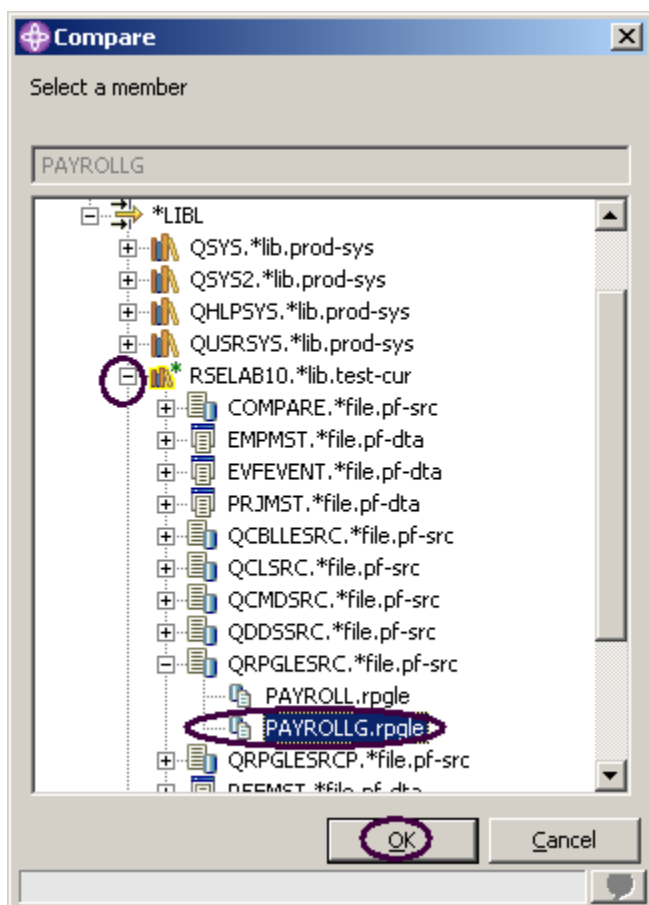 Compare
Select a member
PAYROLLG
*LIBL
QSYS.*lib.prod-sys
QSYS2.*lib.prod-sys
QHLPSYS.*lib.prod-sys
QUSRSYS.*lib.prod-sys
RSELAB10.*lib.test-cur
COMPARE.*file.pf-src
EMPMST.*file.pf-dta
EVFEVENT.*file.pf-dta
PRJMST.*file.pf-dta
QCBLLESRC.*file.pf-src
QCLSRC.*file.pf-src
QCMDSRC.*file.pf-src
QDDSSRC.*file.pf-src
QRPGLESRC.*file.pf-src
PAYROLL.rpgle
PAYROLLG.rpgle
QRPGLESRCP.*file.pf-src
OK Cancel